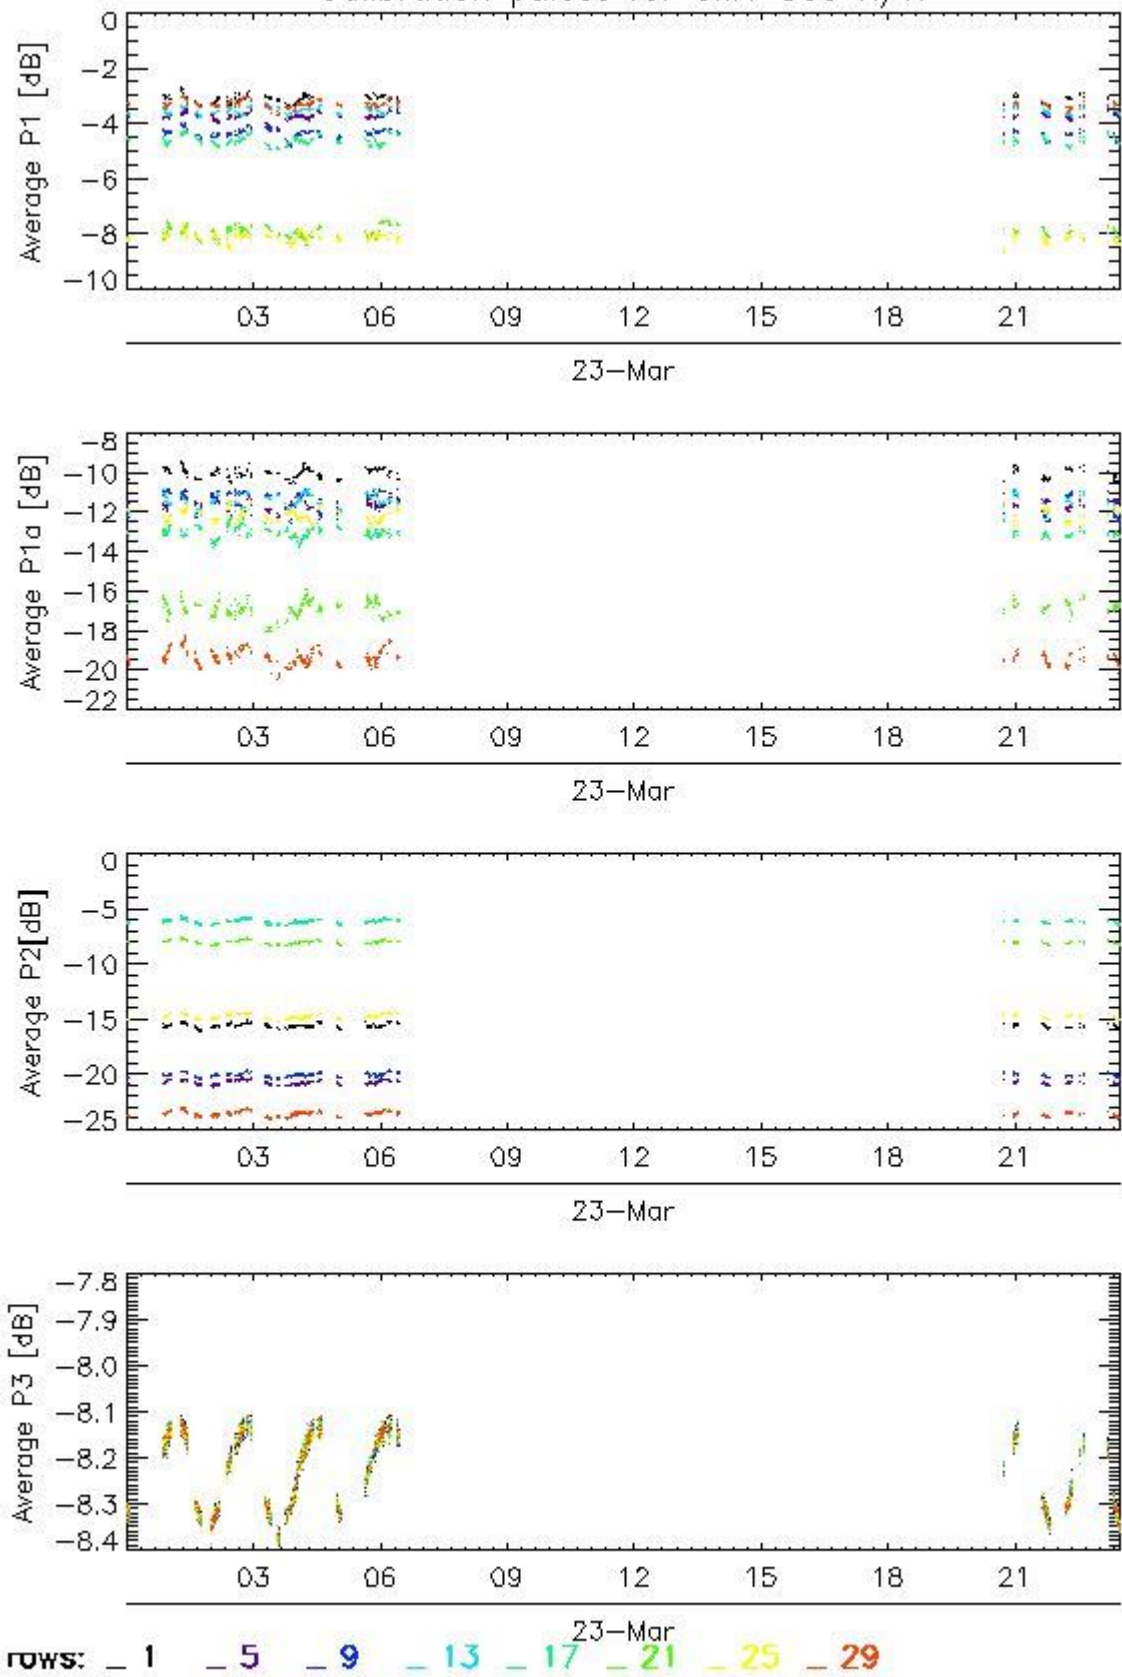 0
−2
−4
−6
−8
−10
Average P1 [dB]
03 06 09 12 15 18 21
23−Mar
−8
−10
−12
−14
−16
−18
−20
−22
Average P1a [dB]
03 06 09 12 15 18 21
23−Mar
0
−5
−10
−15
−20
−25
Average P2[dB]
03 06 09 12 15 18 21
23−Mar
−7.8
−7.9
−8.0
−8.1
−8.2
−8.3
−8.4
Average P3 [dB]
03 06 09 12 15 18 21
23−Mar
rows: _ 1 _ 5 _ 9 _ 13 _ 17 _ 21 _ 25 _ 29